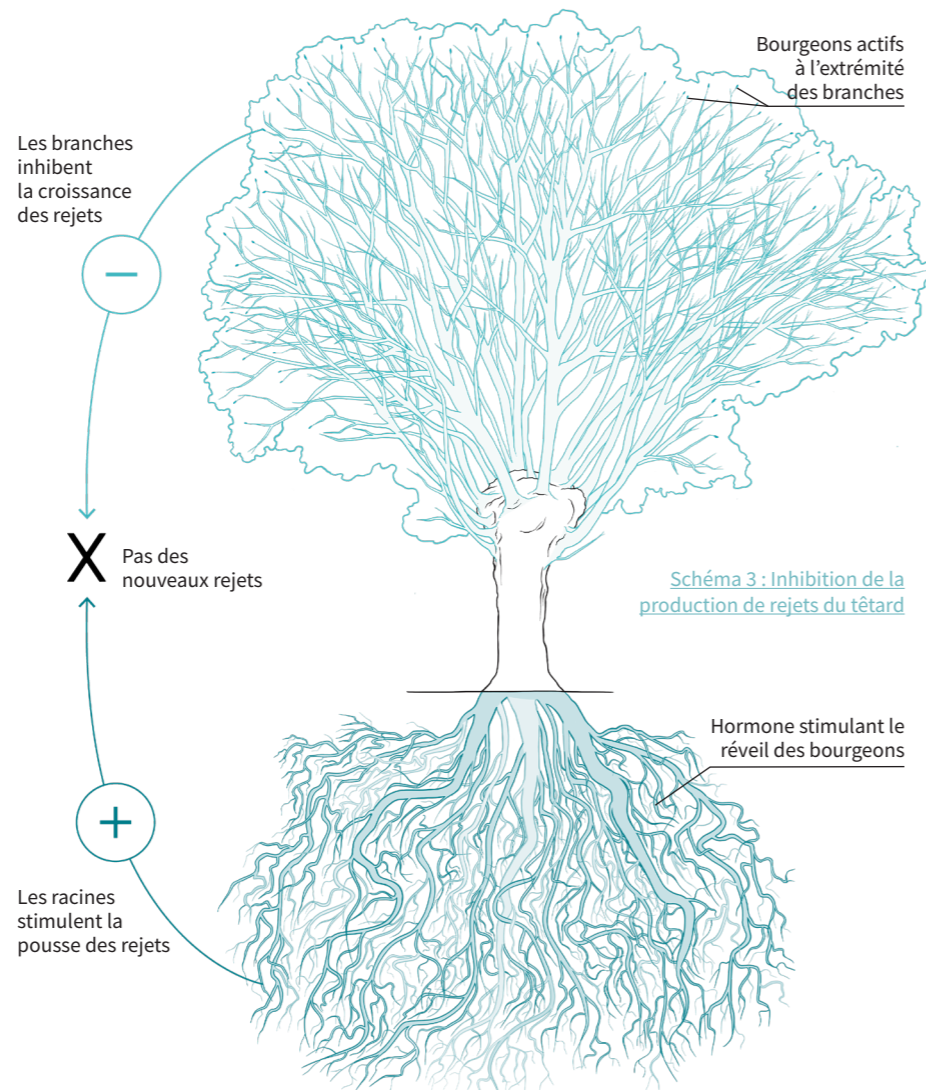 Bourgeons actifs
à l'extrémité
des branches
Les branches
inhibent
la croissance
des rejets
−
X
Pas des
nouveaux rejets
Schéma 3 : Inhibition de la
production de rejets du têtard
Hormone stimulant le
réveil des bourgeons
+
Les racines
stimulent la
pousse des rejets